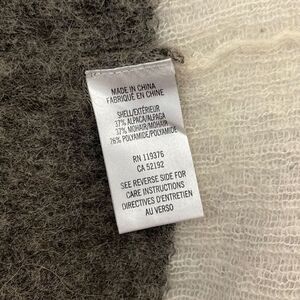 MADE IN CHINA
FABRIQUÉ EN CHINE
SHELL/EXTÉRIEUR
37% ALPACA/ALPAGA
37% MOHAIR/MOHAIR
26% POLYAMIDE/POLYAMIDE
RN 119376
CA 52192
SEE REVERSE SIDE FOR
CARE INSTRUCTIONS
DIRECTIVES D'ENTRETIEN
AU VERSO